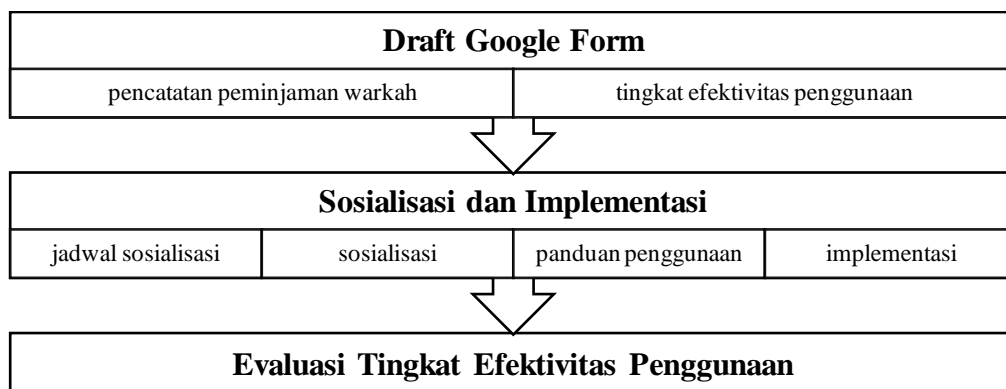 Draft Google Form
pencatatan peminjaman warkah
tingkat efektivitas penggunaan
Sosialisasi dan Implementasi
jadwal sosialisasi
sosialisasi
panduan penggunaan
implementasi
Evaluasi Tingkat Efektivitas Penggunaan